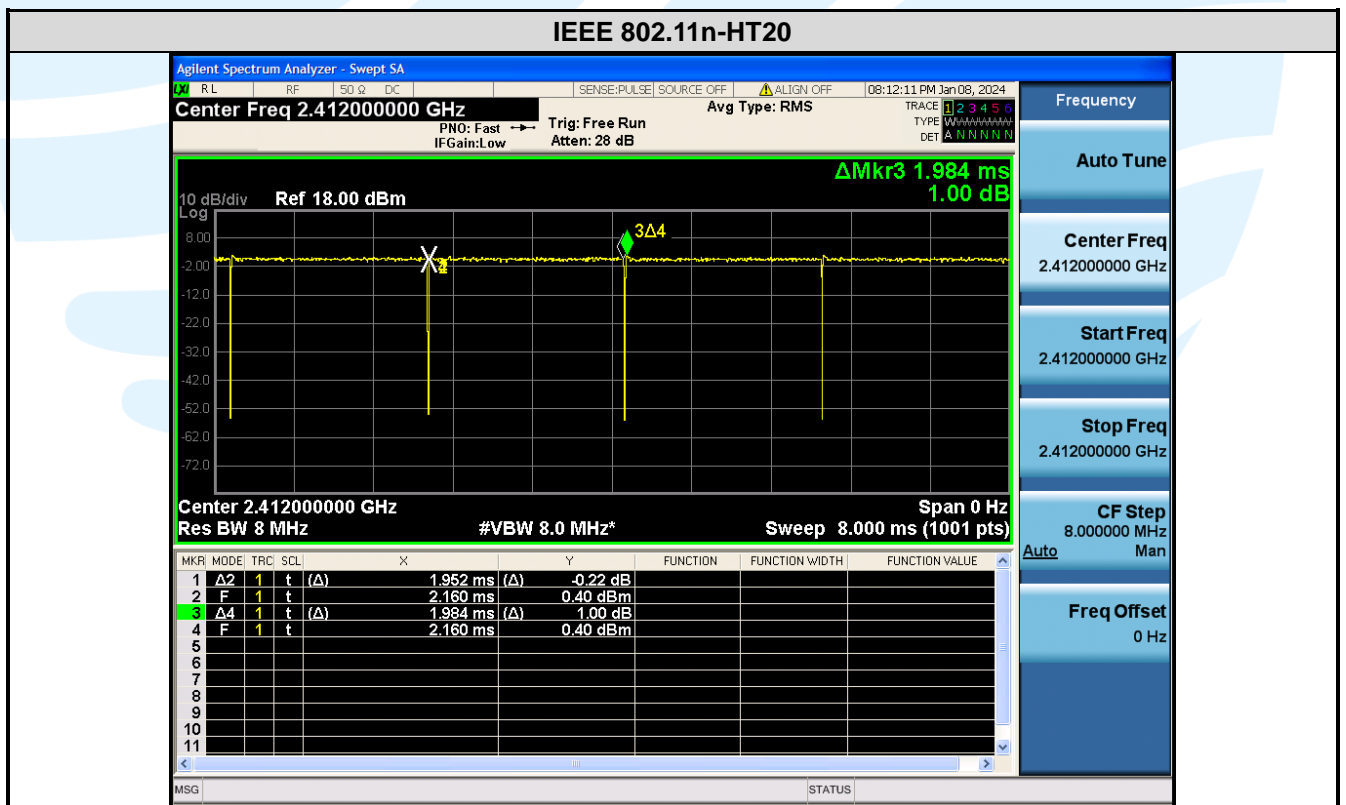 IEEE 802.11n-HT20
Agilent Spectrum Analyzer - Swept SA
LXI RL RF 50 Ω DC SENSE:PULSE SOURCE OFF ALIGN OFF 08:12:11 PM Jan 08, 2024
Center Freq 2.412000000 GHz
PNO: Fast
IFGain:Low
Trig: Free Run
Atten: 28 dB
Avg Type: RMS
TRACE 1 2 3 4 5 6
TYPE
DET A N N N N N
ΔMkr3 1.984 ms
1.00 dB
10 dB/div Ref 18.00 dBm
Log
8.00
-2.00
-12.0
-22.0
-32.0
-42.0
-52.0
-62.0
-72.0
3Δ4
Center 2.412000000 GHz Span 0 Hz
Res BW 8 MHz #VBW 8.0 MHz* Sweep 8.000 ms (1001 pts)
MKR MODE TRC SCL X Y FUNCTION FUNCTION WIDTH FUNCTION VALUE
1 Δ2 1 t (Δ) 1.952 ms (Δ) -0.22 dB
2 F 1 t 2.160 ms 0.40 dBm
3 Δ4 1 t (Δ) 1.984 ms (Δ) 1.00 dB
4 F 1 t 2.160 ms 0.40 dBm
5
6
7
8
9
10
11
MSG STATUS
Frequency
Auto Tune
Center Freq
2.412000000 GHz
Start Freq
2.412000000 GHz
Stop Freq
2.412000000 GHz
CF Step
8.000000 MHz
Auto Man
Freq Offset
0 Hz